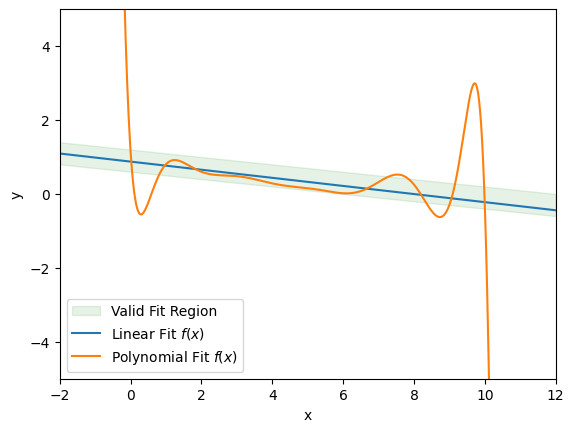 4
2
0
−2
−4
y
Valid Fit Region
Linear Fit f(x)
Polynomial Fit f(x)
−2 0 2 4 6 8 10 12
x